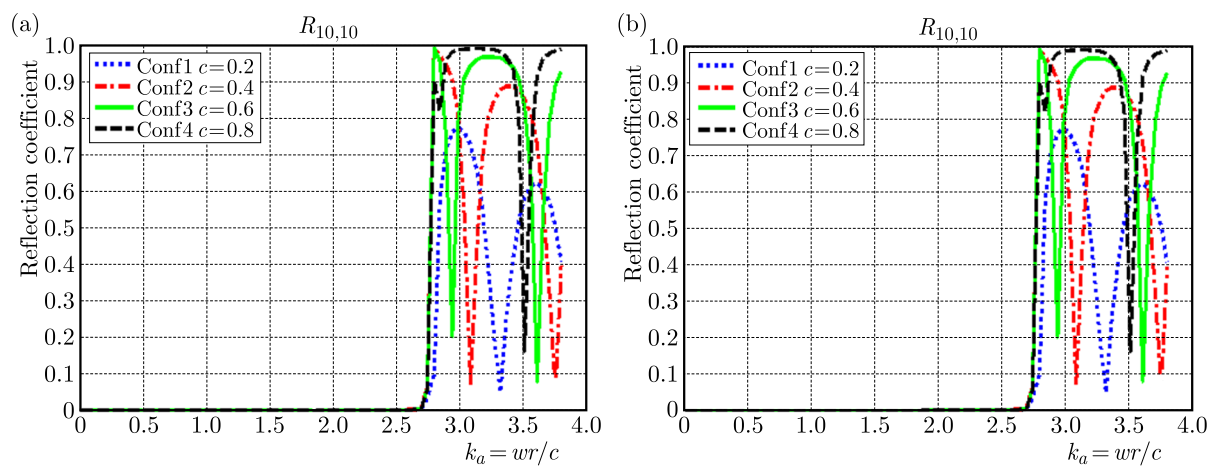 (a)
R10,10
Reflection coefficient
1.0
0.9
0.8
0.7
0.6
0.5
0.4
0.3
0.2
0.1
0
Conf1 c=0.2
Conf2 c=0.4
Conf3 c=0.6
Conf4 c=0.8
0 0.5 1.0 1.5 2.0 2.5 3.0 3.5 4.0
ka=wr/c
(b)
R10,10
Reflection coefficient
1.0
0.9
0.8
0.7
0.6
0.5
0.4
0.3
0.2
0.1
0
Conf1 c=0.2
Conf2 c=0.4
Conf3 c=0.6
Conf4 c=0.8
0 0.5 1.0 1.5 2.0 2.5 3.0 3.5 4.0
ka=wr/c